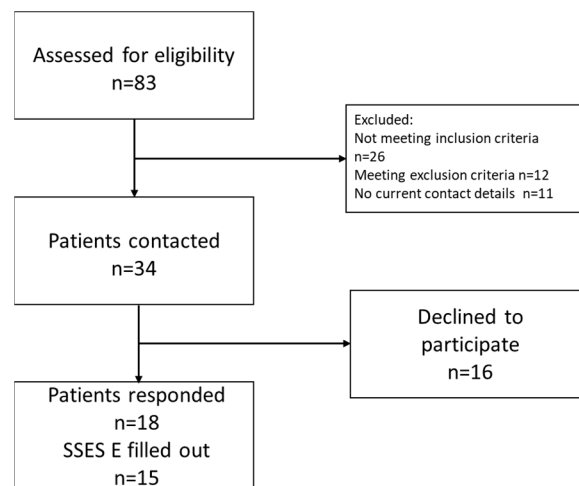 Assessed for eligibility
n=83
Excluded:
Not meeting inclusion criteria
n=26
Meeting exclusion criteria n=12
No current contact details n=11
Patients contacted
n=34
Declined to
participate
n=16
Patients responded
n=18
SSES E filled out
n=15